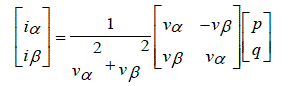 [iα iβ] = 1 / (vα² + vβ²) [vα −vβ; vβ vα] [p q]